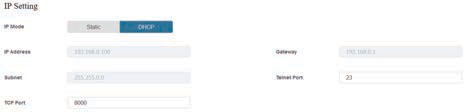 IP Setting
IP Mode Static DHCP
IP Address 192.168.0.100 Gateway 192.168.0.1
Subnet 255.255.0.0 Telnet Port 23
TCP Port 8000